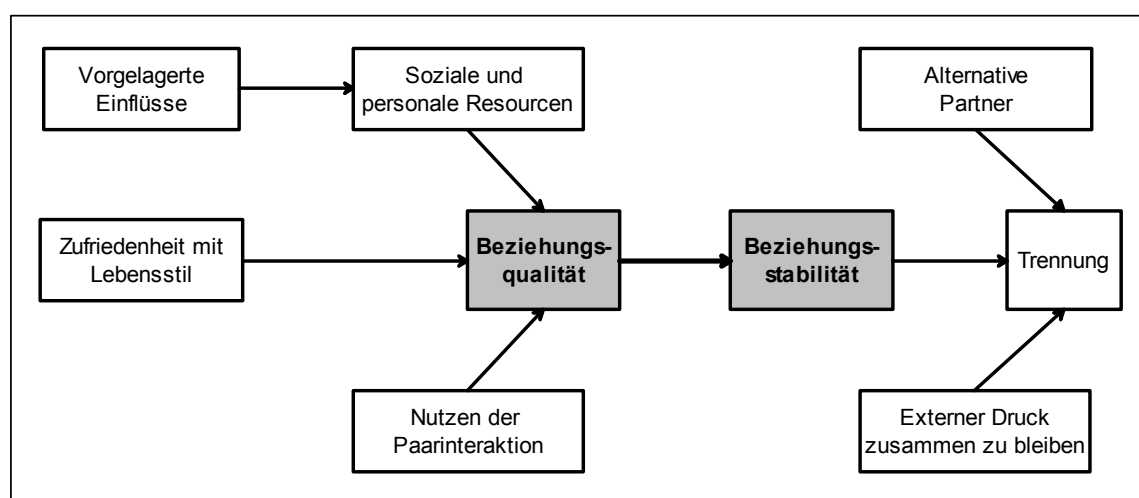 Vorgelagerte
Einflüsse
Soziale und
personale Resourcen
Alternative
Partner
Zufriedenheit mit
Lebensstil
Beziehungs-
qualität
Beziehungs-
stabilität
Trennung
Nutzen der
Paarinteraktion
Externer Druck
zusammen zu bleiben